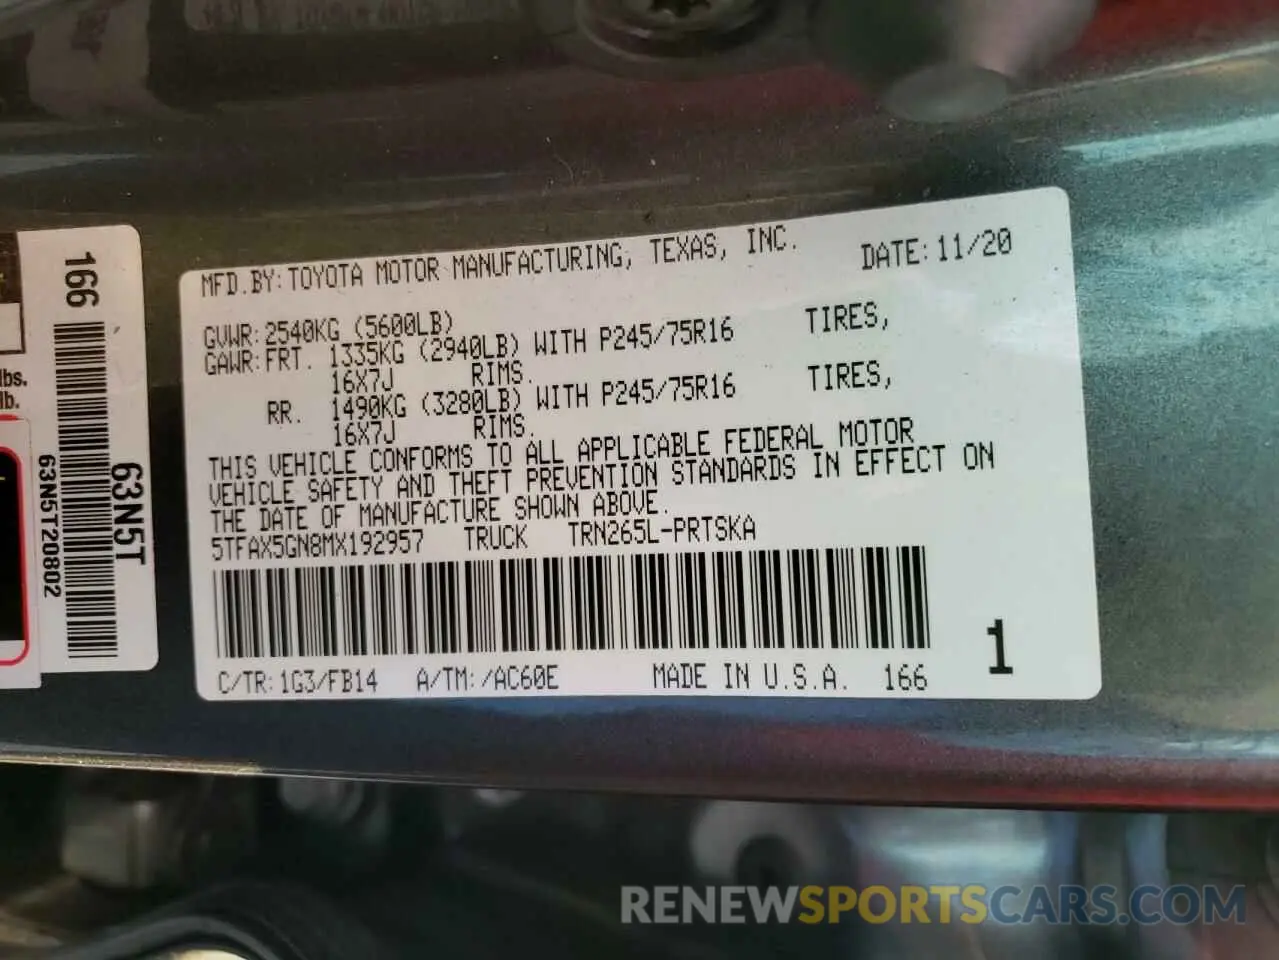 MFD.BY:TOYOTA MOTOR MANUFACTURING, TEXAS, INC. DATE:11/20
GVWR:2540KG (5600LB)
GAWR:FRT. 1335KG (2940LB) WITH P245/75R16 TIRES,
16X7J RIMS.
RR. 1490KG (3280LB) WITH P245/75R16 TIRES,
16X7J RIMS.
THIS VEHICLE CONFORMS TO ALL APPLICABLE FEDERAL MOTOR
VEHICLE SAFETY AND THEFT PREVENTION STANDARDS IN EFFECT ON
THE DATE OF MANUFACTURE SHOWN ABOVE.
5TFAX5GN8MX192957 TRUCK TRN265L-PRTSKA
C/TR:1G3/FB14 A/TM:/AC60E MADE IN U.S.A. 166
1
166
63N5T
63N5T20802
lbs.
lb.
RENEWSPORTSCARS.COM